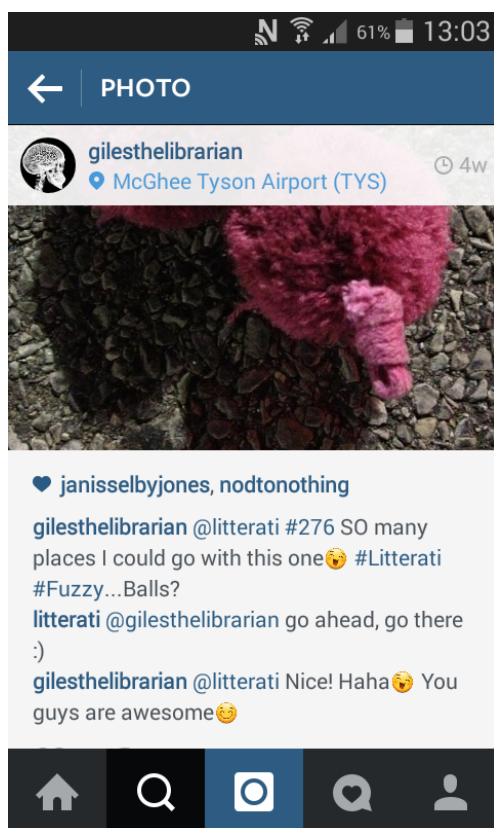 61% 13:03
PHOTO
gilesthelibrarian
McGhee Tyson Airport (TYS)
4w
janisselbyjones, nodtonothing
gilesthelibrarian @litterati #276 SO many
places I could go with this one😉 #Litterati
#Fuzzy...Balls?
litterati @gilesthelibrarian go ahead, go there
:)
gilesthelibrarian @litterati Nice! Haha😉 You
guys are awesome😊